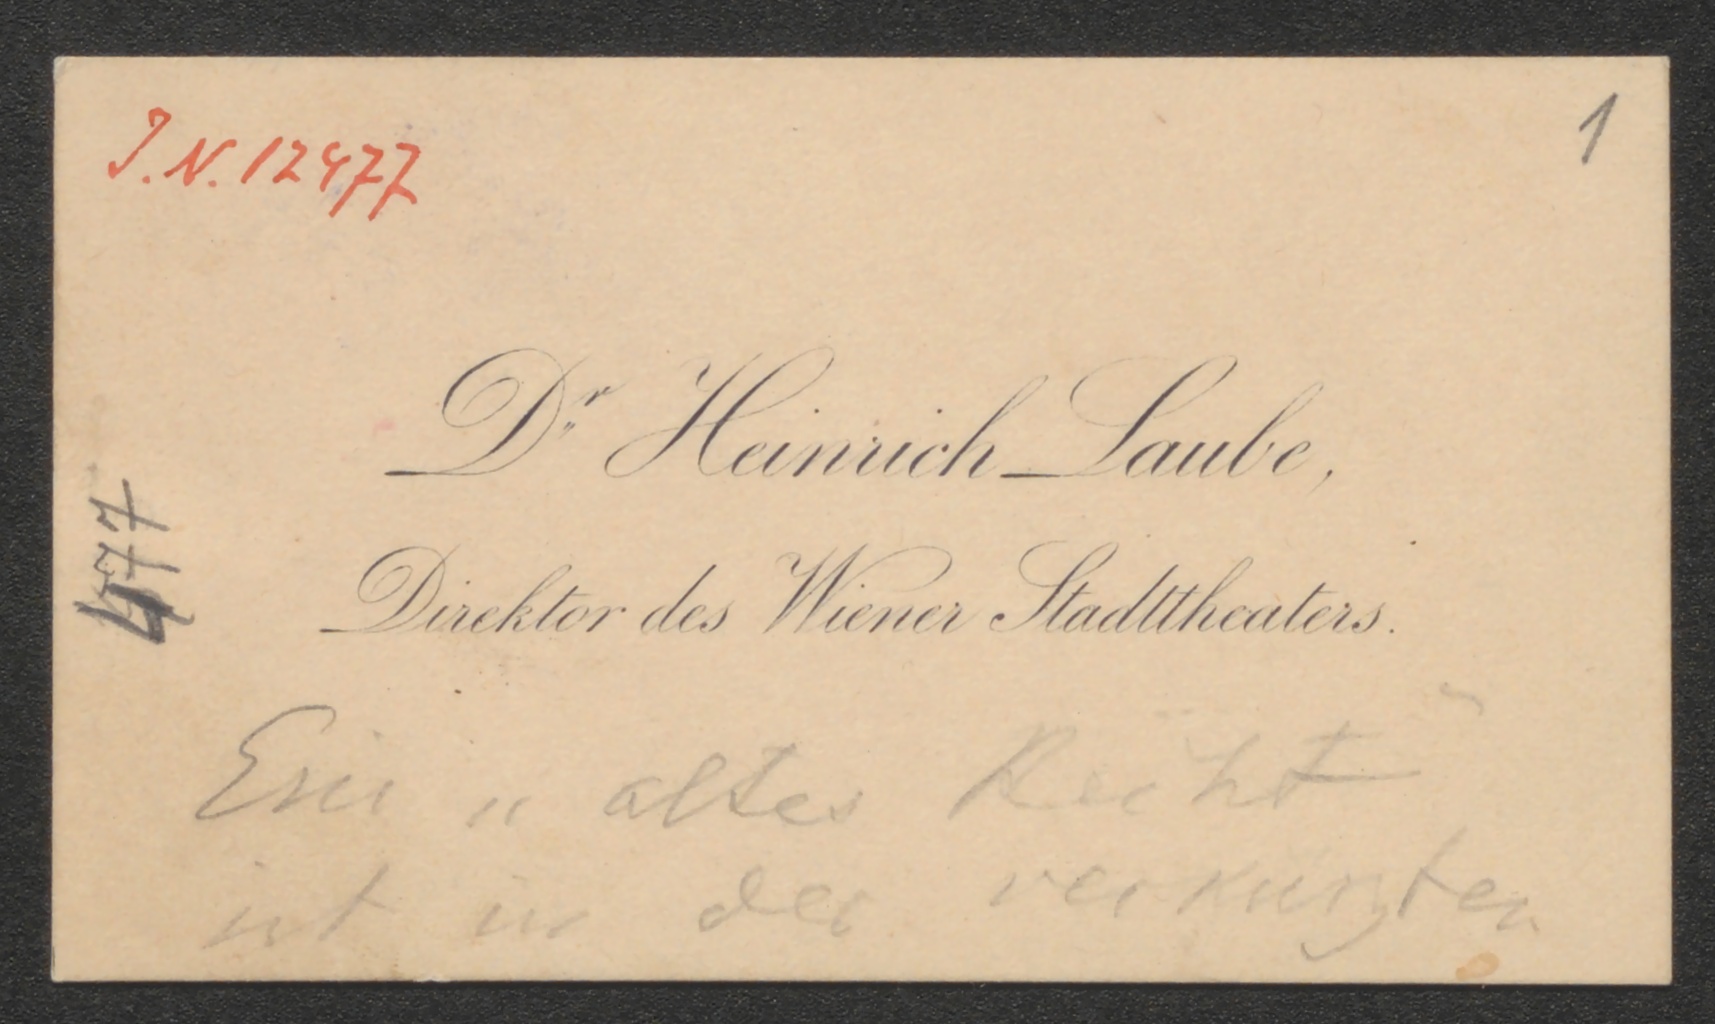 J.N. 12477
1
Dr Heinrich Laube,
Direktor des Wiener Stadttheaters.
477
Ein „altes Recht“
ist in der verkürzten